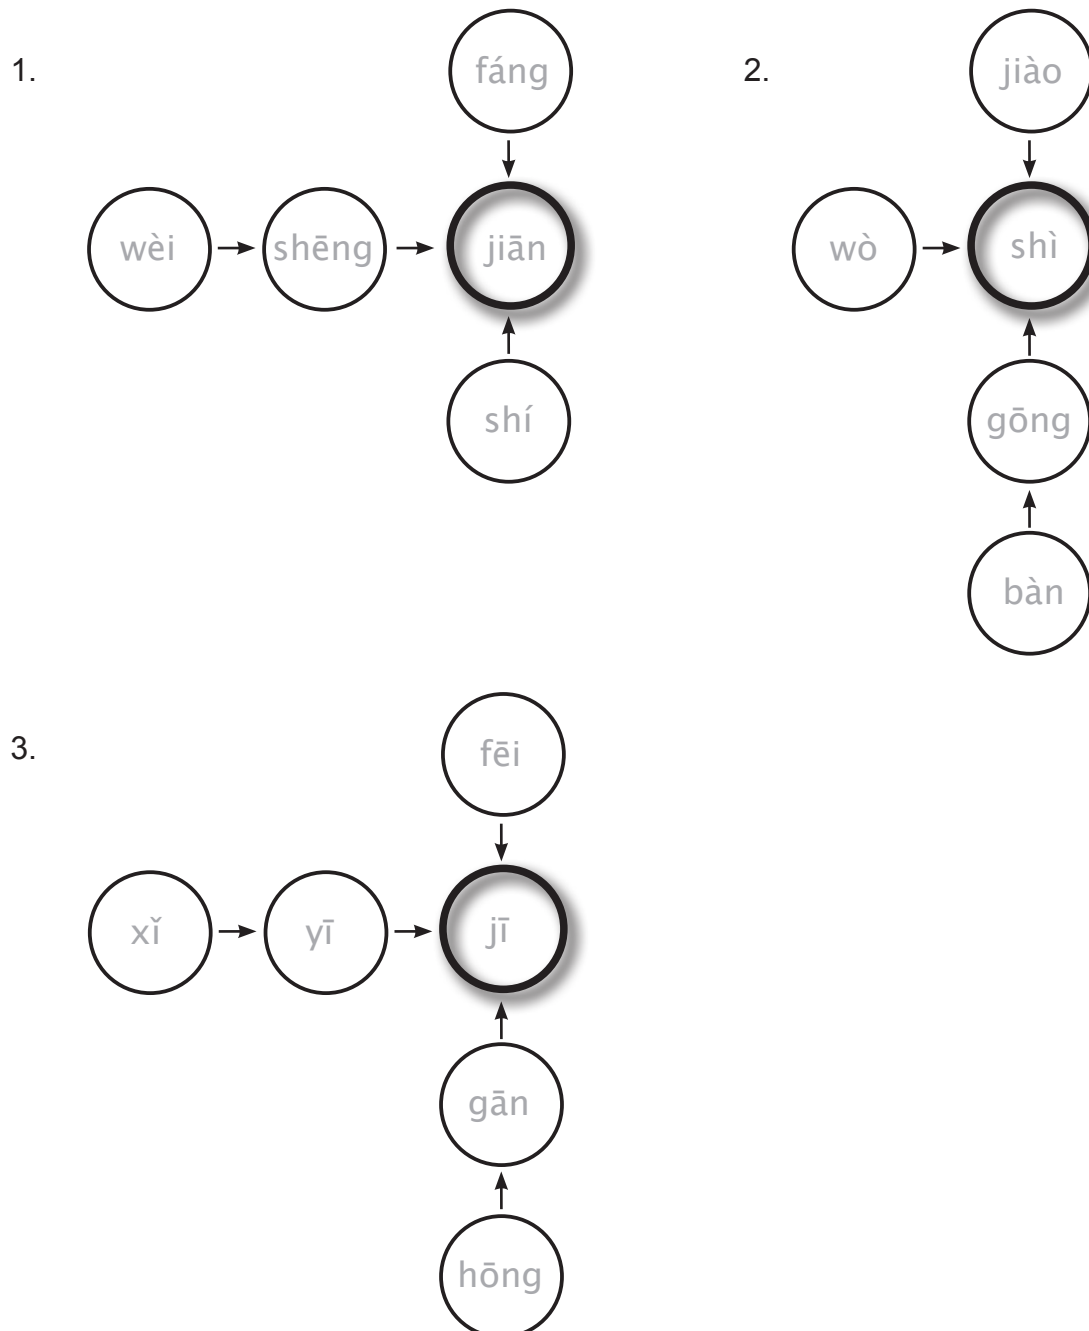 1.
fáng
wèi
shēng
jiān
shí
2.
jiào
wò
shì
gōng
bàn
3.
fēi
xǐ
yī
jī
gān
hōng